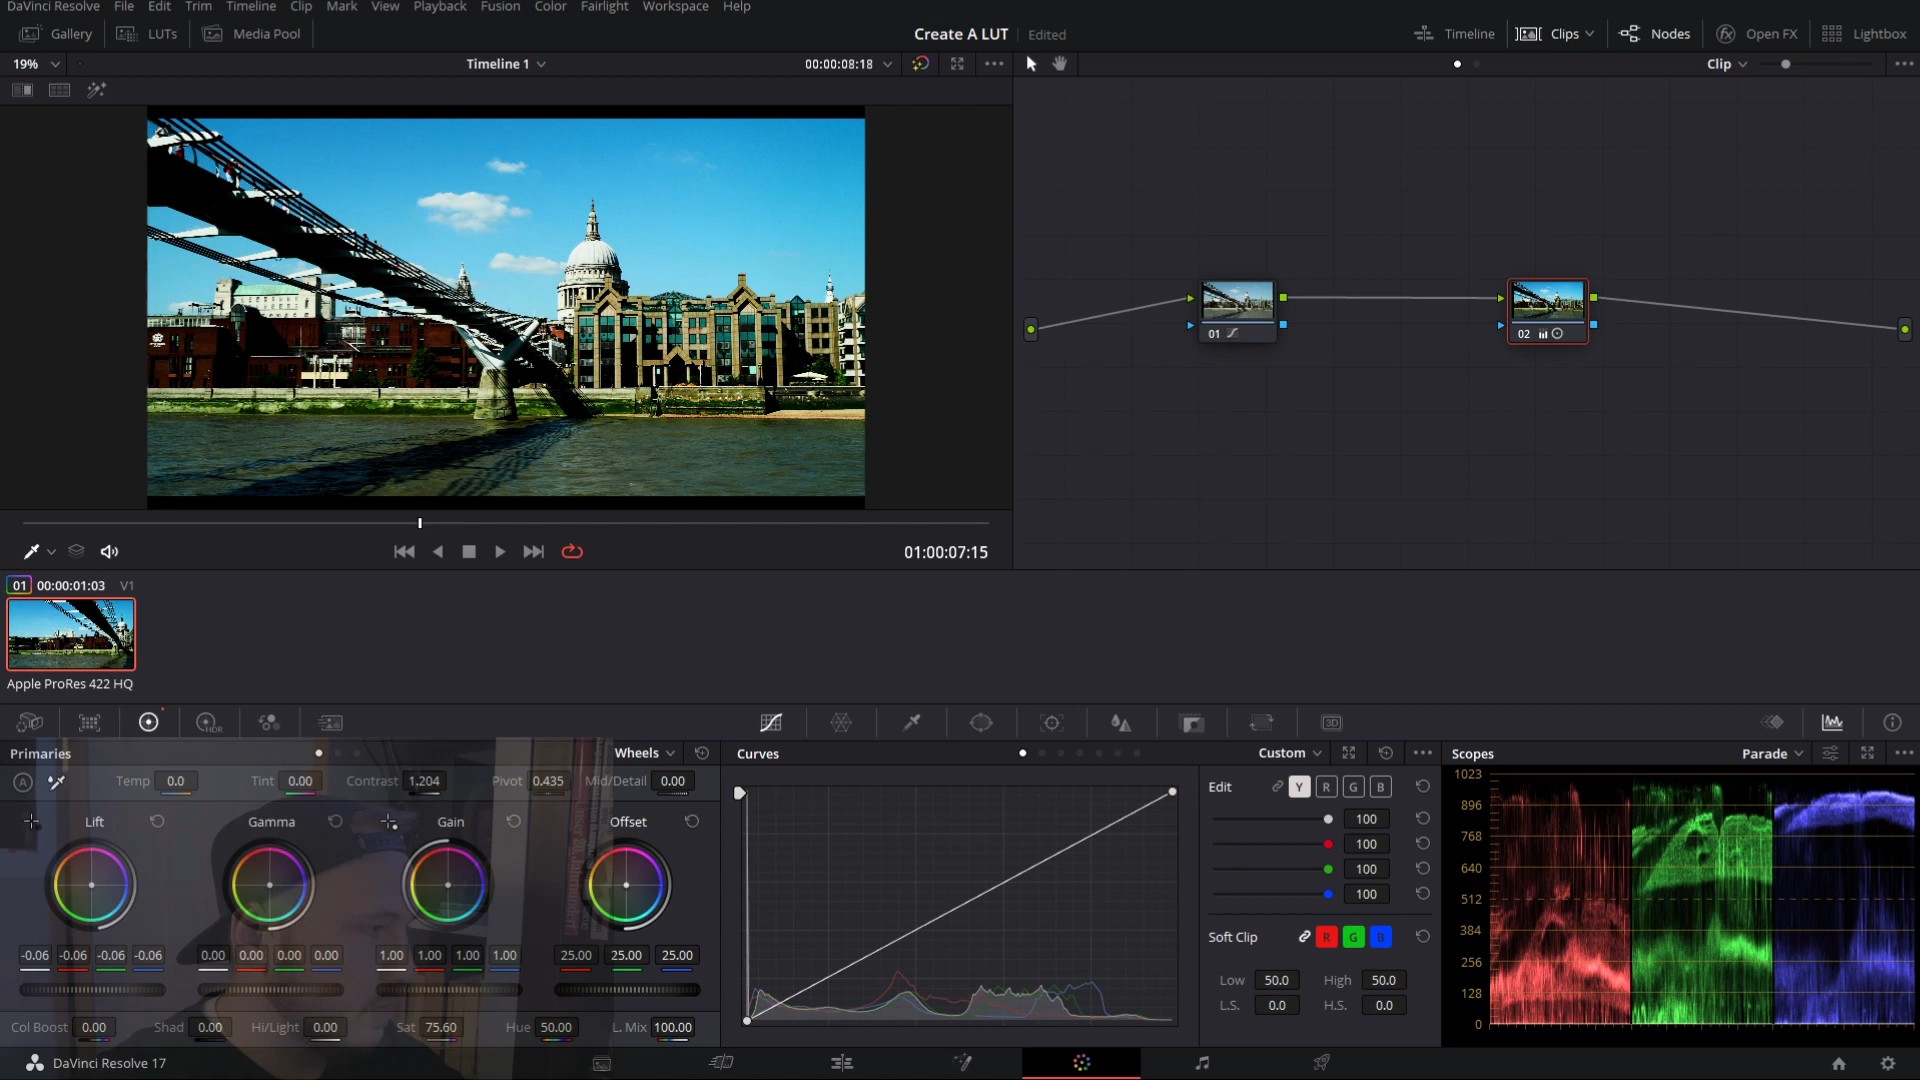 DaVinci Resolve File Edit Trim Timeline Clip Mark View Playback Fusion Color Fairlight Workspace Help
Gallery LUTs Media Pool Create A LUT Edited Timeline Clips Nodes Open FX Lightbox
19% Timeline 1 00:00:08:18 Clip
01 02
01:00:07:15
01 00:00:01:03 V1
Apple ProRes 422 HQ
HDR 3D
Primaries Wheels Curves Custom Scopes Parade
A Temp 0.0 Tint 0.00 Contrast 1.204 Pivot 0.435 Mid/Detail 0.00
Lift Gamma Gain Offset
-0.06 -0.06 -0.06 -0.06 0.00 0.00 0.00 0.00 1.00 1.00 1.00 1.00 25.00 25.00 25.00
Col Boost 0.00 Shad 0.00 Hi/Light 0.00 Sat 75.60 Hue 50.00 L. Mix 100.00
Edit Y R G B
100
100
100
100
Soft Clip R G B
Low 50.0 High 50.0
L.S. 0.0 H.S. 0.0
1023
896
768
640
512
384
256
128
0
DaVinci Resolve 17